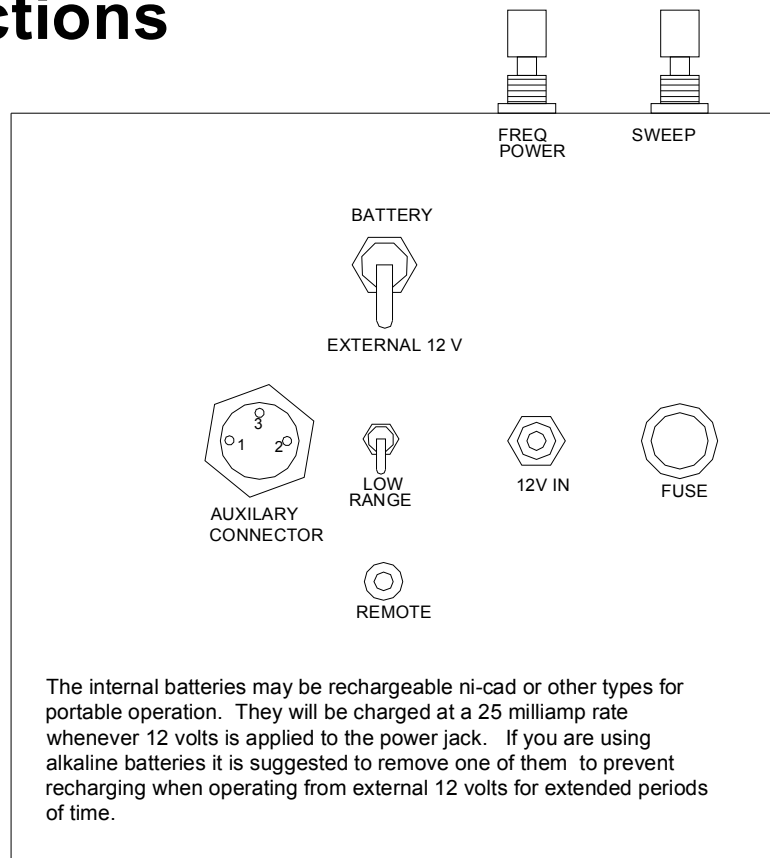 ctions
FREQ
POWER
SWEEP
BATTERY
EXTERNAL 12 V
3
1
2
AUXILARY
CONNECTOR
LOW
RANGE
12V IN
FUSE
REMOTE
The internal batteries may be rechargeable ni-cad or other types for
portable operation.  They will be charged at a 25 milliamp rate
whenever 12 volts is applied to the power jack.   If you are using
alkaline batteries it is suggested to remove one of them  to prevent
recharging when operating from external 12 volts for extended periods
of time.